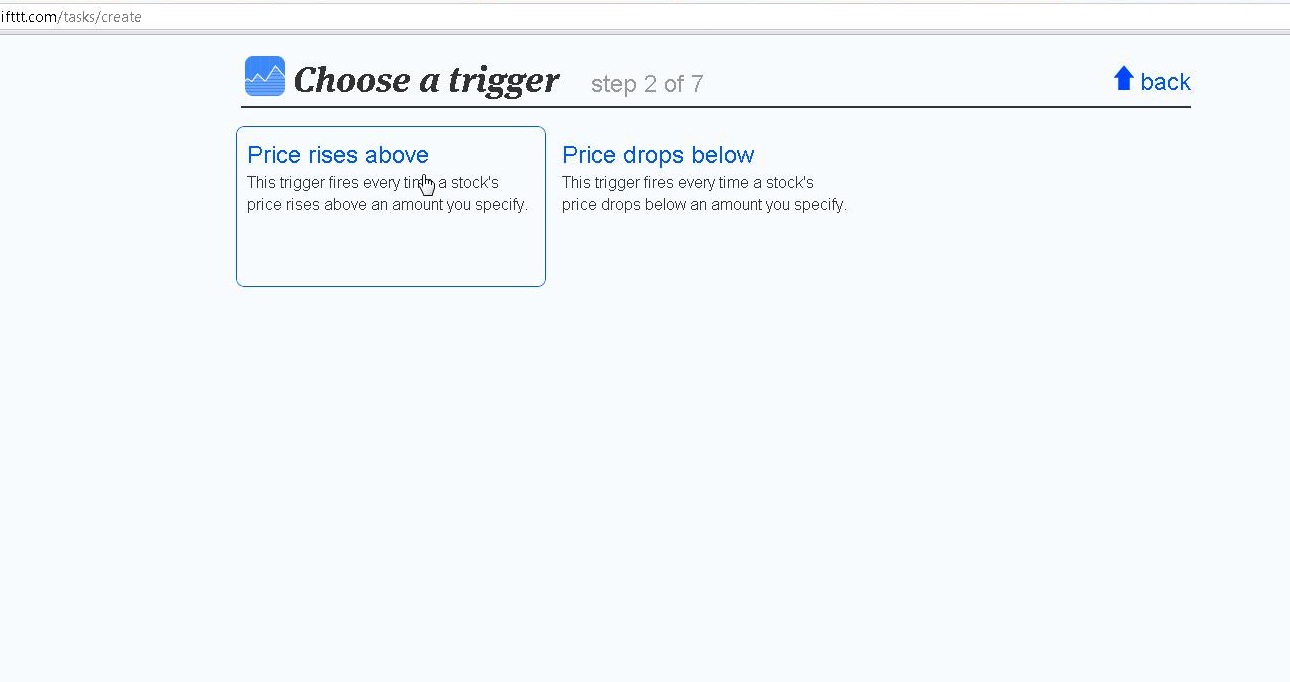 ifttt.com/tasks/create
Choose a trigger step 2 of 7 back
Price rises above
This trigger fires every time a stock's
price rises above an amount you specify.
Price drops below
This trigger fires every time a stock's
price drops below an amount you specify.